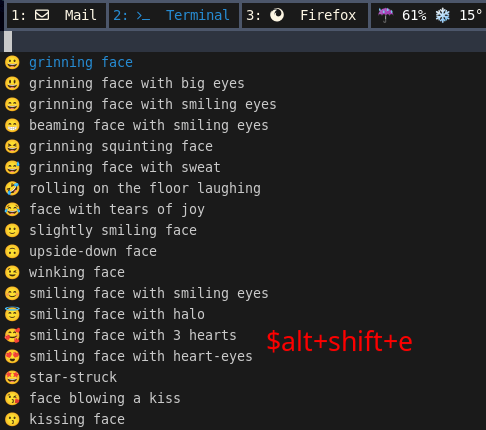 1: Mail 2: >_ Terminal 3: Firefox ☔ 61% ❄ 15°
😀 grinning face
😃 grinning face with big eyes
😄 grinning face with smiling eyes
😁 beaming face with smiling eyes
😆 grinning squinting face
😅 grinning face with sweat
🤣 rolling on the floor laughing
😂 face with tears of joy
🙂 slightly smiling face
🙃 upside-down face
😉 winking face
😊 smiling face with smiling eyes
😇 smiling face with halo
🥰 smiling face with 3 hearts
$alt+shift+e
😍 smiling face with heart-eyes
🤩 star-struck
😘 face blowing a kiss
😗 kissing face